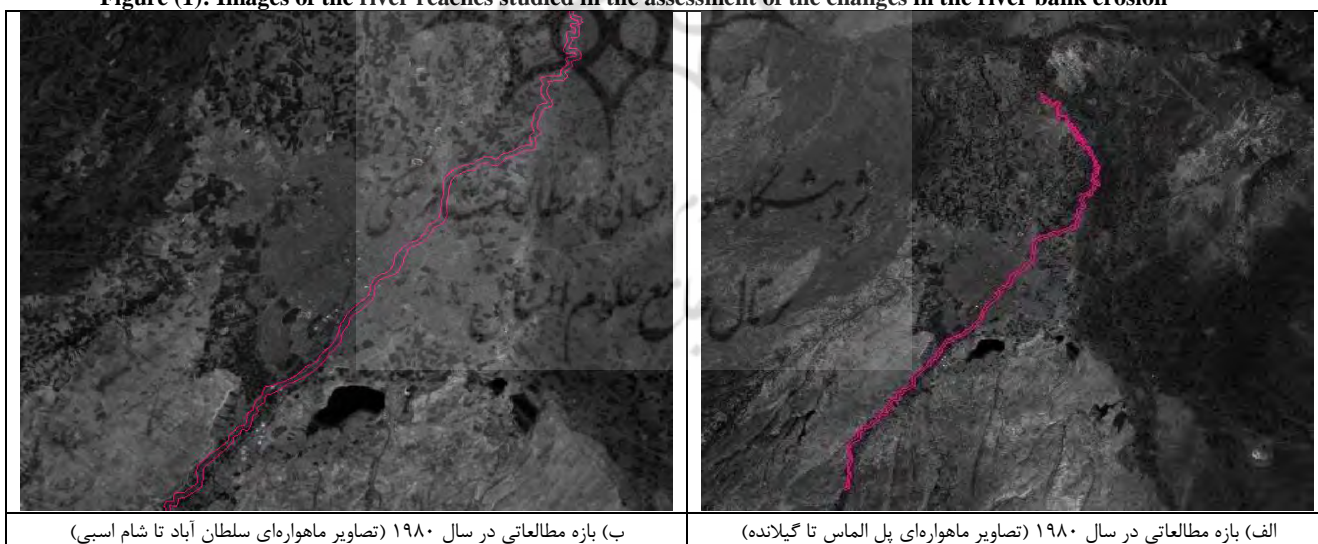 Figure (1): Images of the river reaches studied in the assessment of the changes in the river bank erosion
الف) بازه مطالعاتی در سال ۱۹۸۰ (تصاویر ماهواره‌ای پل الماس تا گیلانده)
ب) بازه مطالعاتی در سال ۱۹۸۰ (تصاویر ماهواره‌ای سلطان آباد تا شام اسبی)